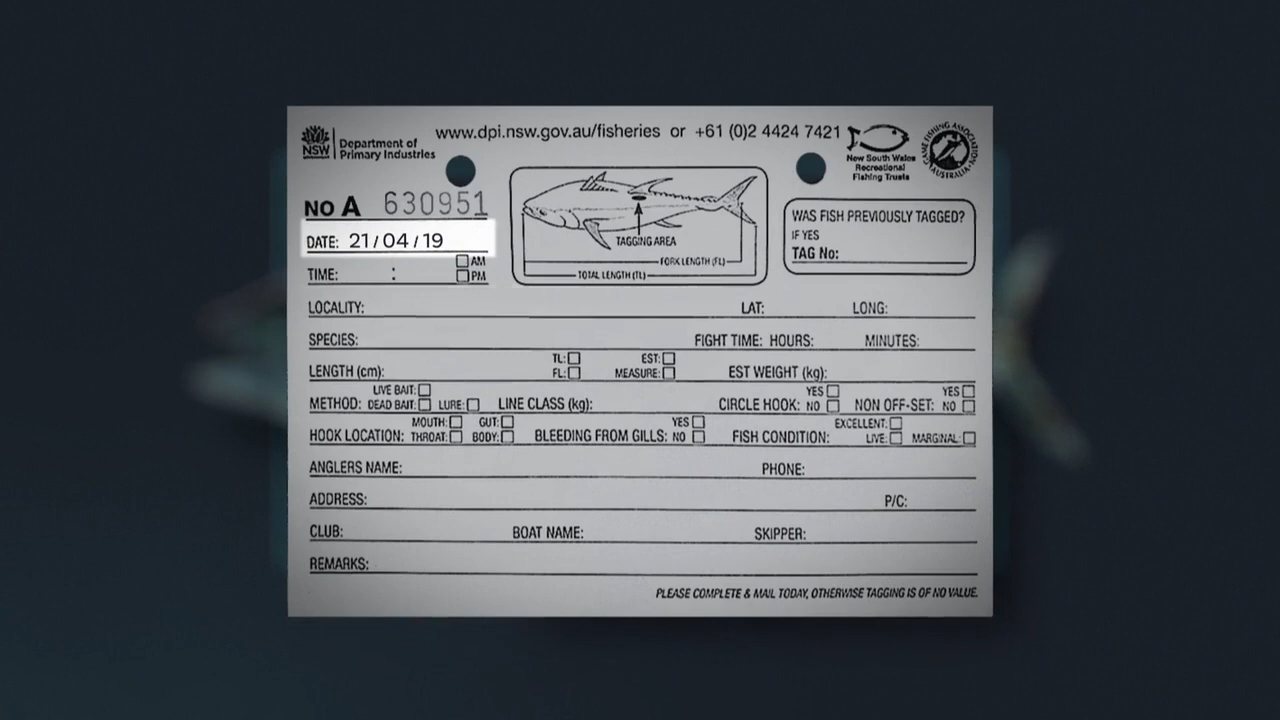 NSW
Department of
Primary Industries
www.dpi.nsw.gov.au/fisheries or +61 (0)2 4424 7421
New South Wales
Recreational
Fishing Trusts
GAME FISHING ASSOCIATION AUSTRALIA
NO A 630951
DATE: 21/04/19
TIME: : AM
PM
TAGGING AREA
FORK LENGTH (FL)
TOTAL LENGTH (TL)
WAS FISH PREVIOUSLY TAGGED?
IF YES
TAG No:
LOCALITY: LAT: LONG:
SPECIES: FIGHT TIME: HOURS: MINUTES:
TL: EST:
LENGTH (cm): FL: MEASURE: EST WEIGHT (kg):
LIVE BAIT: YES YES
METHOD: DEAD BAIT: LURE: LINE CLASS (kg): CIRCLE HOOK: NO NON OFF-SET: NO
MOUTH: GUT: YES EXCELLENT:
HOOK LOCATION: THROAT: BODY: BLEEDING FROM GILLS: NO FISH CONDITION: LIVE: MARGINAL:
ANGLERS NAME: PHONE:
ADDRESS: P/C:
CLUB: BOAT NAME: SKIPPER:
REMARKS:
PLEASE COMPLETE & MAIL TODAY, OTHERWISE TAGGING IS OF NO VALUE.